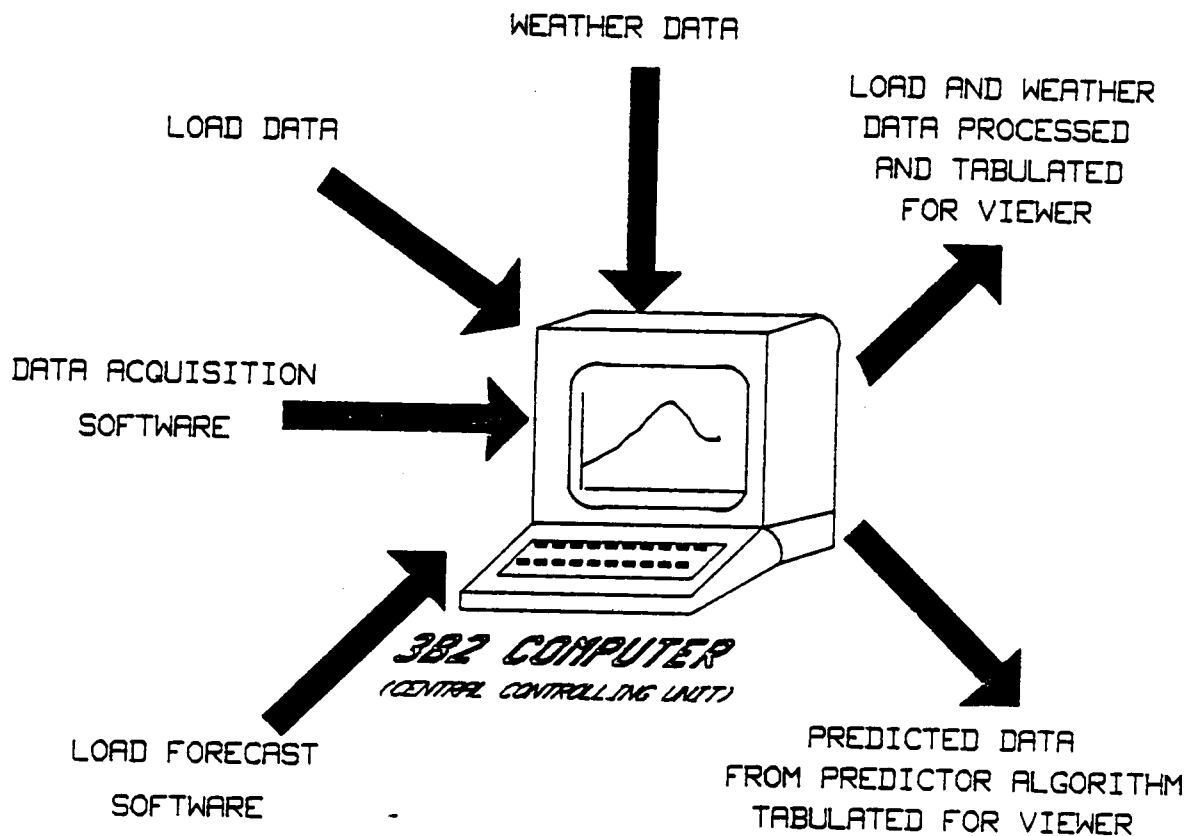 WEATHER DATA
LOAD DATA
LOAD AND WEATHER
DATA PROCESSED
AND TABULATED
FOR VIEWER
DATA ACQUISITION
SOFTWARE
3B2 COMPUTER
(CENTRAL CONTROLLING UNIT)
LOAD FORECAST
SOFTWARE
PREDICTED DATA
FROM PREDICTOR ALGORITHM
TABULATED FOR VIEWER